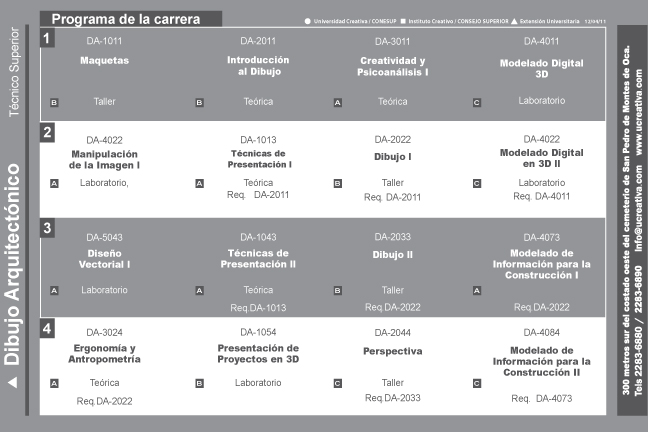 Programa de la carrera
Universidad Creativa / CONESUP Instituto Creativo / CONSEJO SUPERIOR Extensión Universitaria 12/04/11
1
DA-1011
Maquetas
B Taller
DA-2011
Introducción
al Dibujo
B Teórica
DA-3011
Creatividad y
Psicoanálisis I
A Teórica
DA-4011
Modelado Digital
3D
C Laboratorio
2
DA-4022
Manipulación
de la Imagen I
A Laboratorio,
DA-1013
Técnicas de
Presentación I
A Teórica
Req. DA-2011
DA-2022
Dibujo I
B Taller
Req. DA-2011
DA-4022
Modelado Digital
en 3D II
C Laboratorio
Req. DA-4011
3
DA-5043
Diseño
Vectorial I
A Laboratorio
DA-1043
Técnicas de
Presentación II
A Teórica
Req.DA-1013
DA-2033
Dibujo II
B Taller
Req.DA-2022
DA-4073
Modelado de
Información para la
Construcción I
A
Req.DA-2022
4
DA-3024
Ergonomía y
Antropometría
A Teórica
Req.DA-2022
DA-1054
Presentación de
Proyectos en 3D
B Laboratorio
DA-2044
Perspectiva
C Taller
Req.DA-2033
DA-4084
Modelado de
Información para la
Construcción II
C
Req. DA-4073
Dibujo Arquitectónico Técnico Superior
300 metros sur del costado oeste del cementerio de San Pedro de Montes de Oca.
Tels 2283-6880 / 2283-6890 info@ucreativa.com www.ucreativa.com